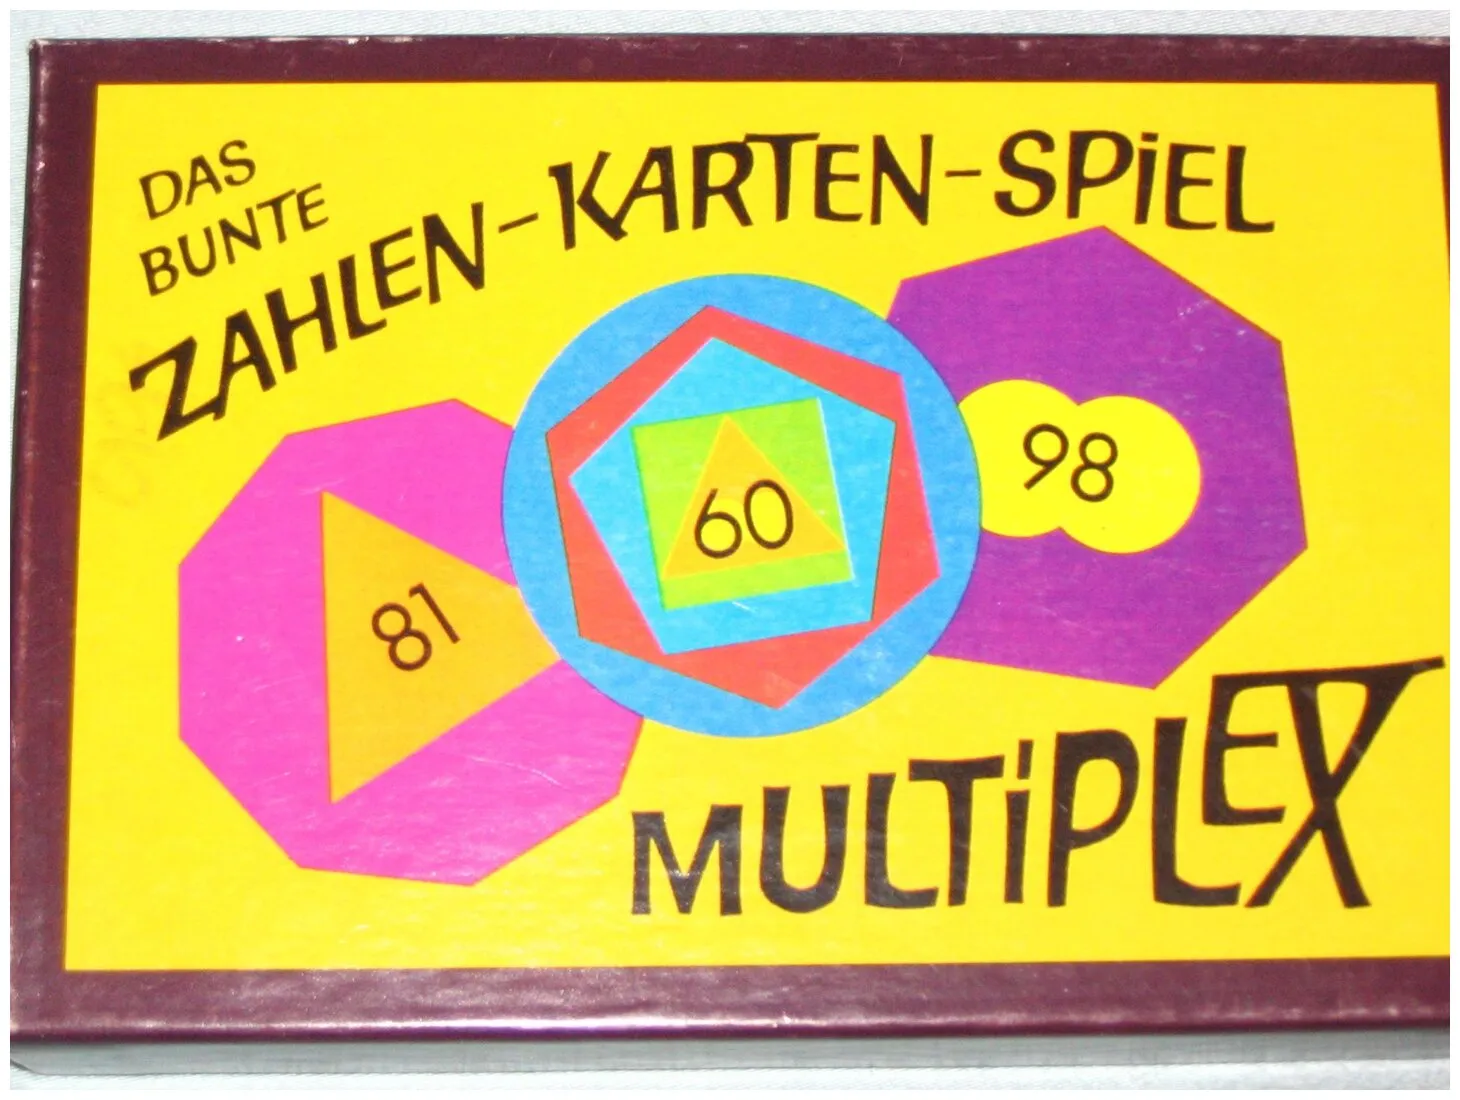 DAS
BUNTE
ZAHLEN-KARTEN-SPiEL
81
60
98
MULTiPLEX